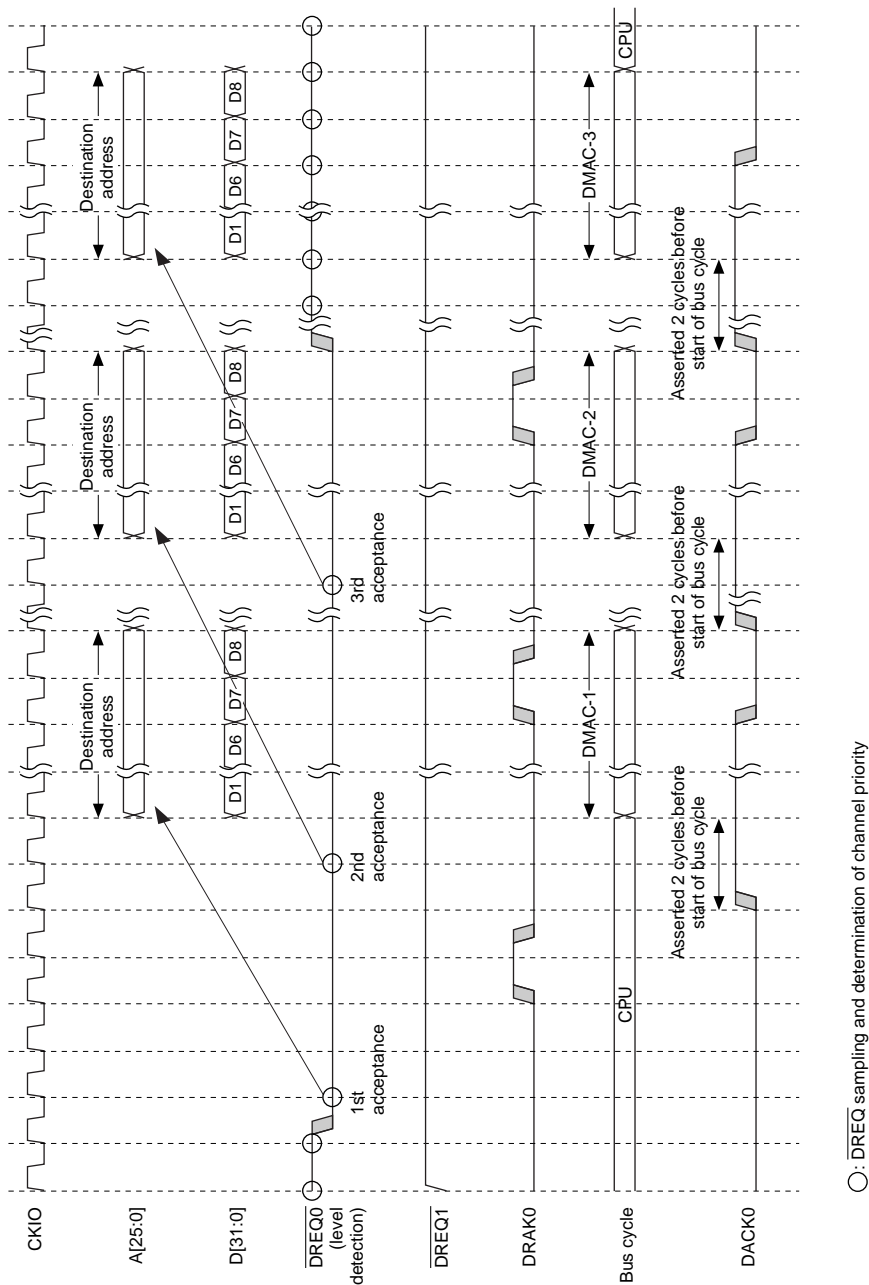 CKIO
A[25:0]
Destination
address
Destination
address
Destination
address
D[31:0]
D1 D6 D7 D8 D1 D6 D7 D8 D1 D6 D7 D8
DREQ0
(level
detection)
1st
acceptance
2nd
acceptance
3rd
acceptance
DREQ1
DRAK0
Bus cycle
CPU DMAC-1 DMAC-2 DMAC-3 CPU
Asserted 2 cycles before
start of bus cycle
Asserted 2 cycles before
start of bus cycle
Asserted 2 cycles before
start of bus cycle
DACK0
: DREQ sampling and determination of channel priority